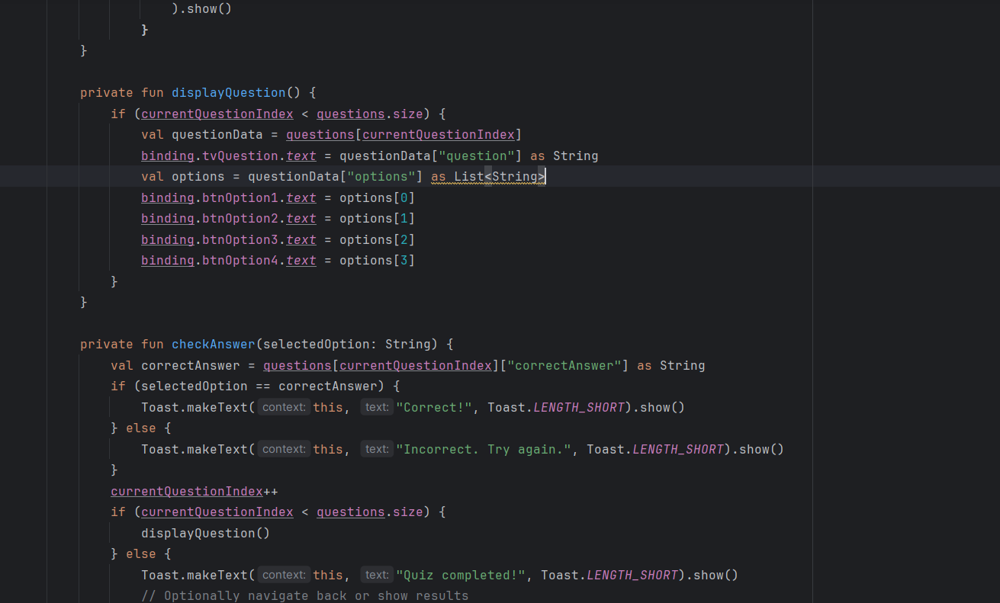 ).show()
}
}
private fun displayQuestion() {
if (currentQuestionIndex < questions.size) {
val questionData = questions[currentQuestionIndex]
binding.tvQuestion.text = questionData["question"] as String
val options = questionData["options"] as List<String>
binding.btnOption1.text = options[0]
binding.btnOption2.text = options[1]
binding.btnOption3.text = options[2]
binding.btnOption4.text = options[3]
}
}
private fun checkAnswer(selectedOption: String) {
val correctAnswer = questions[currentQuestionIndex]["correctAnswer"] as String
if (selectedOption == correctAnswer) {
Toast.makeText( context: this, text: "Correct!", Toast.LENGTH_SHORT).show()
} else {
Toast.makeText( context: this, text: "Incorrect. Try again.", Toast.LENGTH_SHORT).show()
}
currentQuestionIndex++
if (currentQuestionIndex < questions.size) {
displayQuestion()
} else {
Toast.makeText( context: this, text: "Quiz completed!", Toast.LENGTH_SHORT).show()
// Optionally navigate back or show results